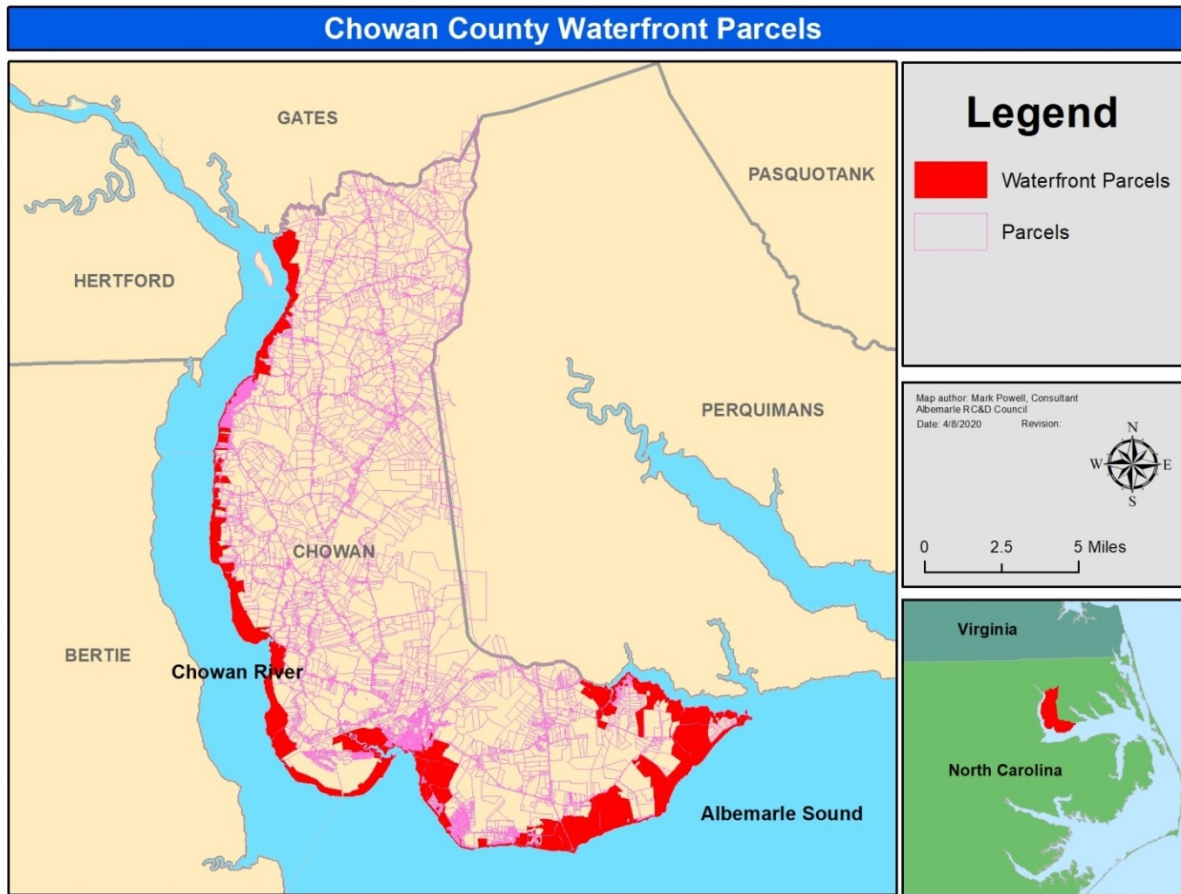 Chowan County Waterfront Parcels
GATES
PASQUOTANK
HERTFORD
PERQUIMANS
CHOWAN
BERTIE
Chowan River
Albemarle Sound
Legend
Waterfront Parcels
Parcels
Map author: Mark Powell, Consultant
Albemarle RC&D Council
Date: 4/8/2020 Revision:
N
W E
S
0 2.5 5 Miles
Virginia
North Carolina